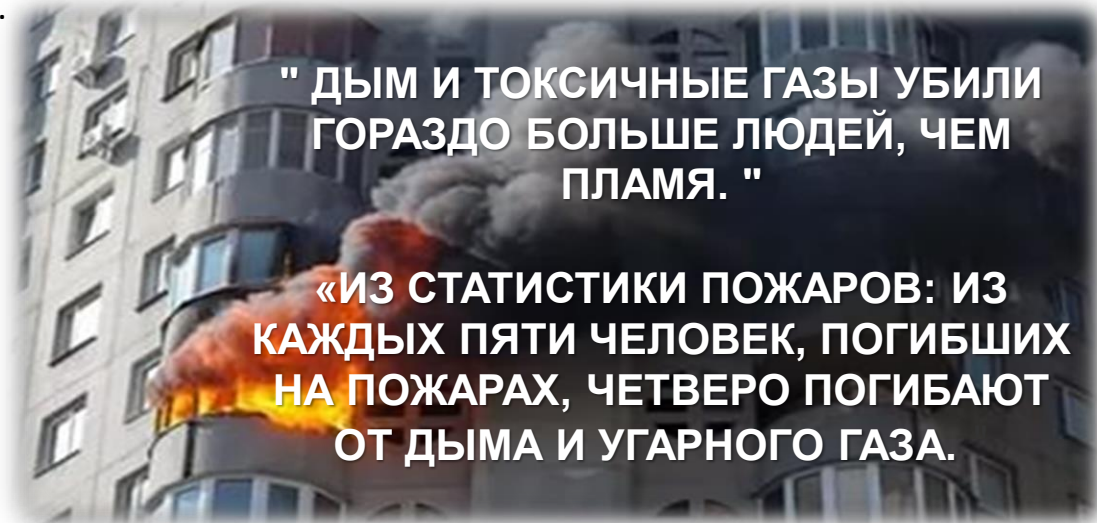 " ДЫМ И ТОКСИЧНЫЕ ГАЗЫ УБИЛИ
ГОРАЗДО БОЛЬШЕ ЛЮДЕЙ, ЧЕМ
ПЛАМЯ. "
«ИЗ СТАТИСТИКИ ПОЖАРОВ: ИЗ
КАЖДЫХ ПЯТИ ЧЕЛОВЕК, ПОГИБШИХ
НА ПОЖАРАХ, ЧЕТВЕРО ПОГИБАЮТ
ОТ ДЫМА И УГАРНОГО ГАЗА.